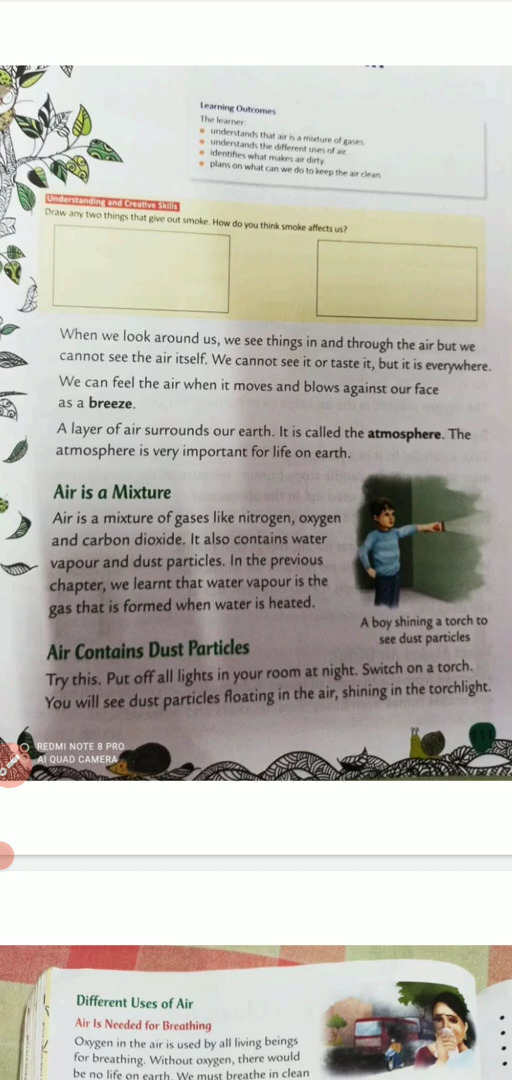 Learning Outcomes
The learner:
understands that air is a mixture of gases.
understands the different uses of air.
identifies what makes air dirty.
plans on what can we do to keep the air clean.
Understanding and Creative Skills
Draw any two things that give out smoke. How do you think smoke affects us?
When we look around us, we see things in and through the air but we
cannot see the air itself. We cannot see it or taste it, but it is everywhere.
We can feel the air when it moves and blows against our face
as a breeze.
A layer of air surrounds our earth. It is called the atmosphere. The
atmosphere is very important for life on earth.
Air is a Mixture
Air is a mixture of gases like nitrogen, oxygen
and carbon dioxide. It also contains water
vapour and dust particles. In the previous
chapter, we learnt that water vapour is the
gas that is formed when water is heated.
A boy shining a torch to
see dust particles
Air Contains Dust Particles
Try this. Put off all lights in your room at night. Switch on a torch.
You will see dust particles floating in the air, shining in the torchlight.
REDMI NOTE 8 PRO
AI QUAD CAMERA
Different Uses of Air
Air Is Needed for Breathing
Oxygen in the air is used by all living beings
for breathing. Without oxygen, there would
be no life on earth. We must breathe in clean